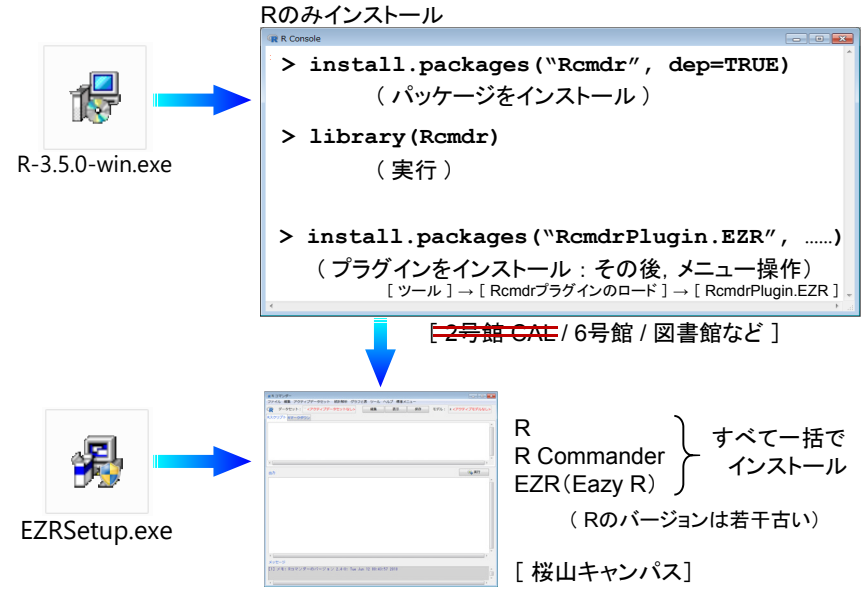 Rのみインストール
R Console
> install.packages(“Rcmdr”, dep=TRUE)
( パッケージをインストール )
R-3.5.0-win.exe
> library(Rcmdr)
( 実行 )
> install.packages(“RcmdrPlugin.EZR”, ……)
( プラグインをインストール : その後, メニュー操作)
[ ツール ] → [ Rcmdrプラグインのロード ] → [ RcmdrPlugin.EZR ]
[ 2号館 CAL / 6号館 / 図書館など ]
EZRSetup.exe
R
R Commander
EZR(Eazy R)
すべて一括で
インストール
( Rのバージョンは若干古い)
[ 桜山キャンパス]